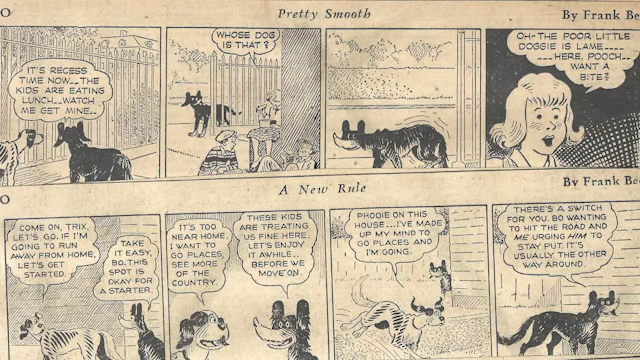 O
Pretty Smooth
By Frank Be
IT'S RECESS
TIME NOW..THE
KIDS ARE EATING
LUNCH..WATCH
ME GET MINE..
WHOSE DOG
IS THAT?
OH-THE POOR LITTLE
DOGGIE IS LAME....
----HERE, POOCH..
WANT A
BITE?
O
A New Rule
By Frank Be
COME ON, TRIX,
LET'S GO. IF I'M
GOING TO RUN
AWAY FROM HOME,
LET'S GET
STARTED.
TAKE
IT EASY,
BO. THIS
SPOT IS
OKAY FOR
A STARTER.
IT'S TOO
NEAR HOME.
I WANT TO
GO PLACES,
SEE MORE
OF THE
COUNTRY.
THESE KIDS
ARE TREATING
US FINE HERE.
LET'S ENJOY
IT AWHILE
BEFORE WE
MOVE ON.
PHOOIE ON THIS
HOUSE...I'VE MADE
UP MY MIND TO
GO PLACES AND
I'M GOING.
THERE'S A SWITCH
FOR YOU. BO WANTING
TO HIT THE ROAD AND
ME URGING HIM TO
STAY PUT. IT'S
USUALLY THE OTHER
WAY AROUND.